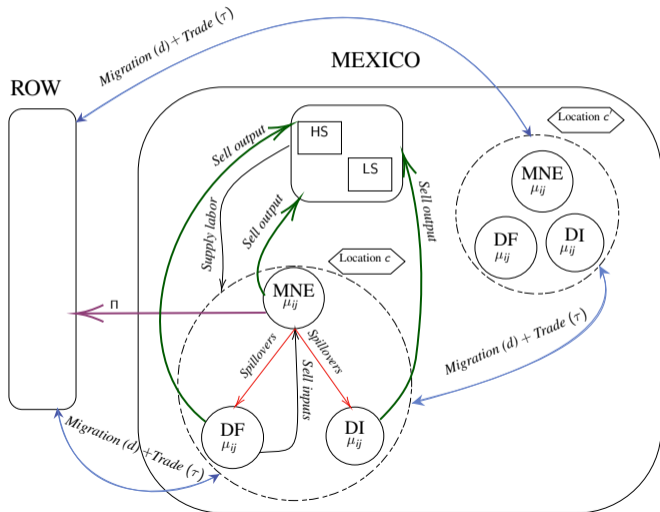 MEXICO
ROW
Migration (d) + Trade (τ)
Location c'
HS
LS
Sell output
Supply labor
Sell output
Sell output
MNE
μij
DF
μij
DI
μij
Location c
Π
MNE
μij
Spillovers
Spillovers
Sell inputs
Migration (d) + Trade (τ)
DF
μij
DI
μij
Migration (d) +Trade (τ)